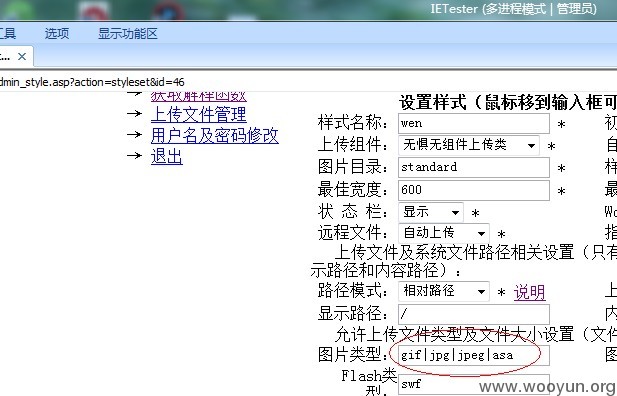 IETester (多进程模式 | 管理员)
工具 选项 显示功能区
... ×
dmin_style.asp?action=styleset&id=46
→ 获取解释函数
→ 上传文件管理
→ 用户名及密码修改
→ 退出
设置样式（鼠标移到输入框可
样式名称： wen * 初
上传组件： 无惧无组件上传类 * 自
图片目录： standard * 样
最佳宽度： 600 * 最
状 态 栏： 显示 * Wo
远程文件： 自动上传 * 指
上传文件及系统文件路径相关设置（只有
示路径和内容路径）：
路径模式： 相对路径 * 说明 上
显示路径： / 内
允许上传文件类型及文件大小设置（文件
图片类型： gif|jpg|jpeg|asa 图
Flash类
型： swf
www.wooyun.org